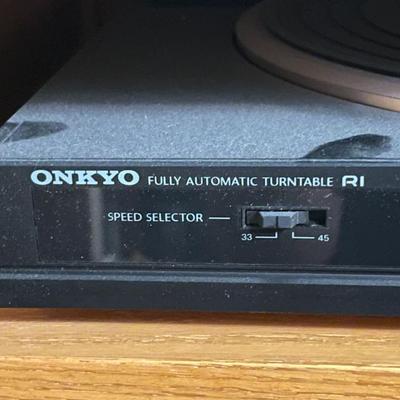 ONKYO FULLY AUTOMATIC TURNTABLE RI
SPEED SELECTOR
33 45